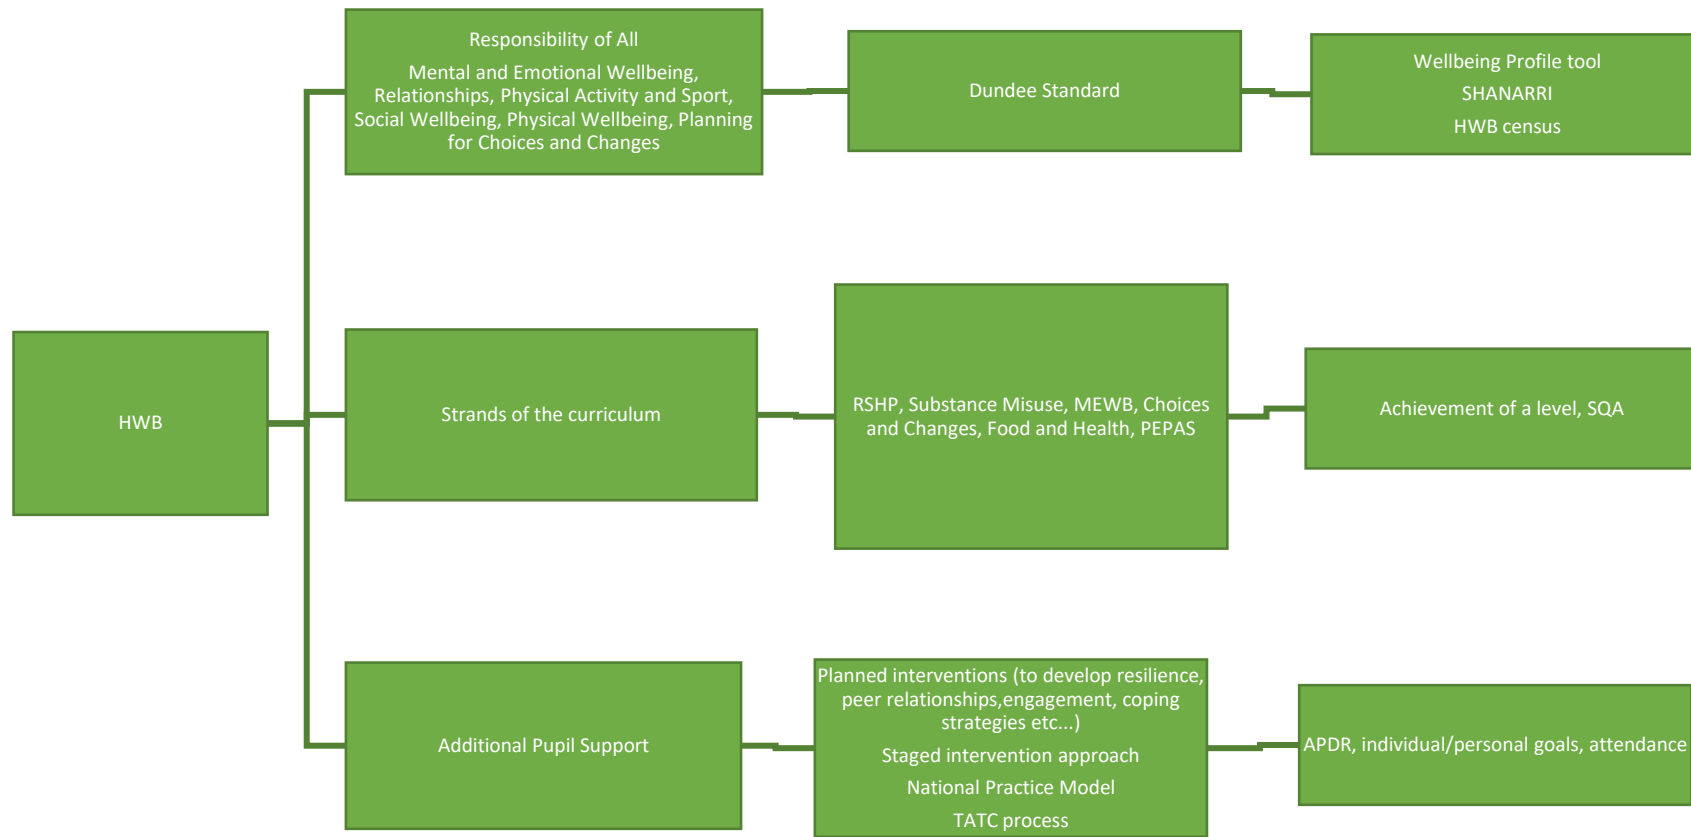 Responsibility of All
Mental and Emotional Wellbeing,
Relationships, Physical Activity and Sport,
Social Wellbeing, Physical Wellbeing, Planning
for Choices and Changes
Dundee Standard
Wellbeing Profile tool
SHANARRI
HWB census
HWB
Strands of the curriculum
RSHP, Substance Misuse, MEWB, Choices
and Changes, Food and Health, PEPAS
Achievement of a level, SQA
Additional Pupil Support
Planned interventions (to develop resilience,
peer relationships,engagement, coping
strategies etc...)
Staged intervention approach
National Practice Model
TATC process
APDR, individual/personal goals, attendance